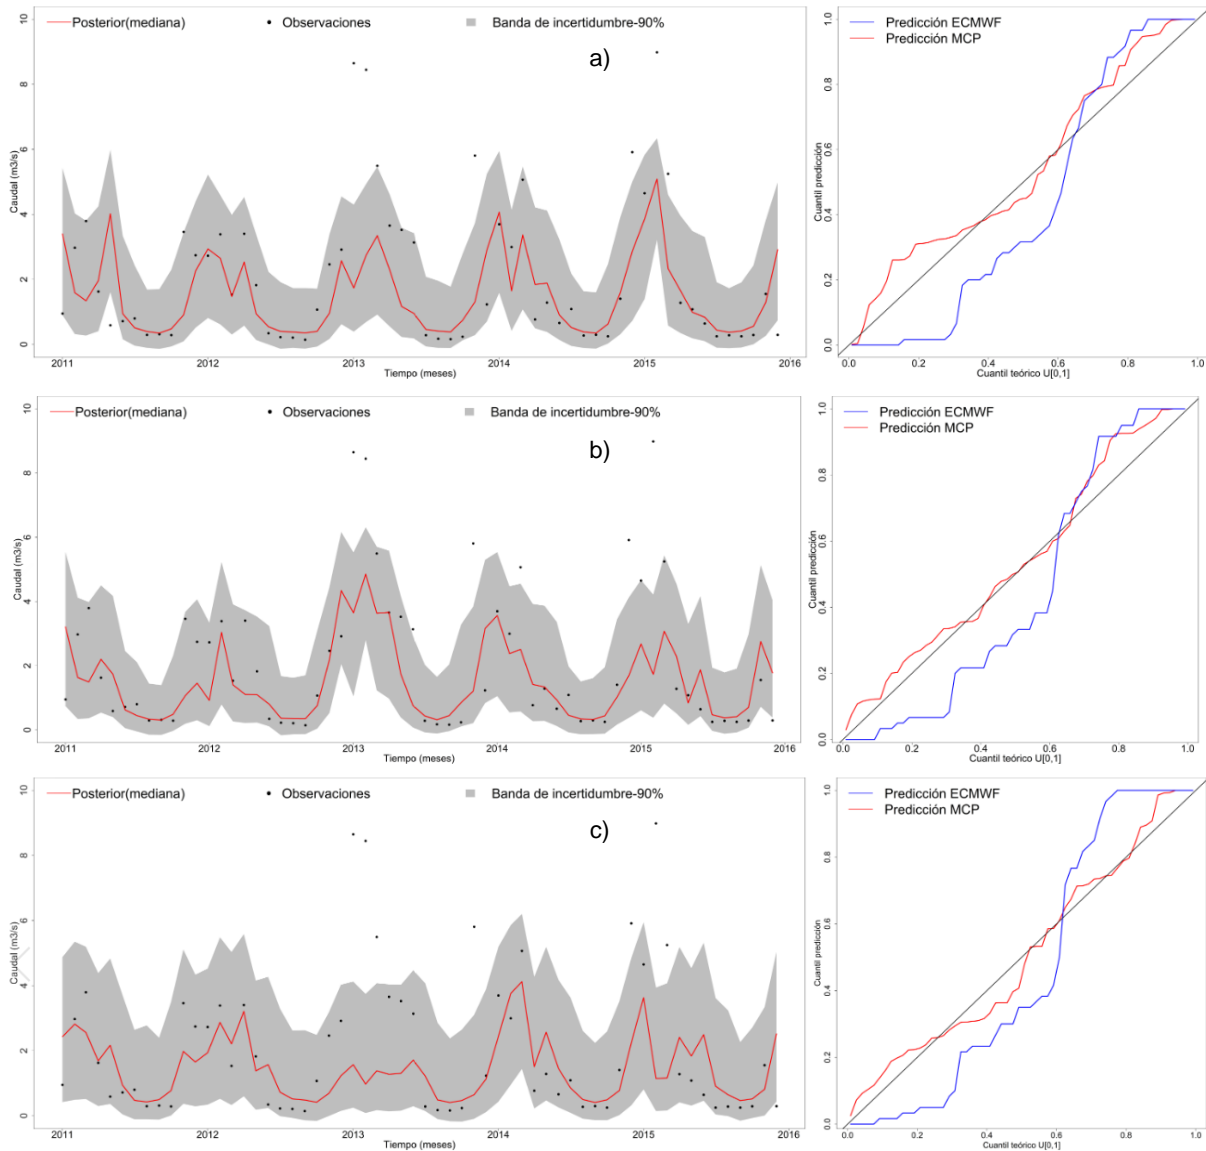 Posterior(mediana) Observaciones Banda de incertidumbre-90%
a)
Caudal (m3/s)
10
8
6
4
2
0
2011 2012 2013 2014 2015 2016
Tiempo (meses)
Predicción ECMWF
Predicción MCP
Cuantil predicción
1.0
0.8
0.6
0.4
0.2
0.0
0.0 0.2 0.4 0.6 0.8 1.0
Cuantil teórico U[0,1]
Posterior(mediana) Observaciones Banda de incertidumbre-90%
b)
Caudal (m3/s)
10
8
6
4
2
0
2011 2012 2013 2014 2015 2016
Tiempo (meses)
Predicción ECMWF
Predicción MCP
Cuantil predicción
1.0
0.8
0.6
0.4
0.2
0.0
0.0 0.2 0.4 0.6 0.8 1.0
Cuantil teórico U[0,1]
Posterior(mediana) Observaciones Banda de incertidumbre-90%
c)
Caudal (m3/s)
10
8
6
4
2
0
2011 2012 2013 2014 2015 2016
Tiempo (meses)
Predicción ECMWF
Predicción MCP
Cuantil predicción
1.0
0.8
0.6
0.4
0.2
0.0
0.0 0.2 0.4 0.6 0.8 1.0
Cuantil teórico U[0,1]